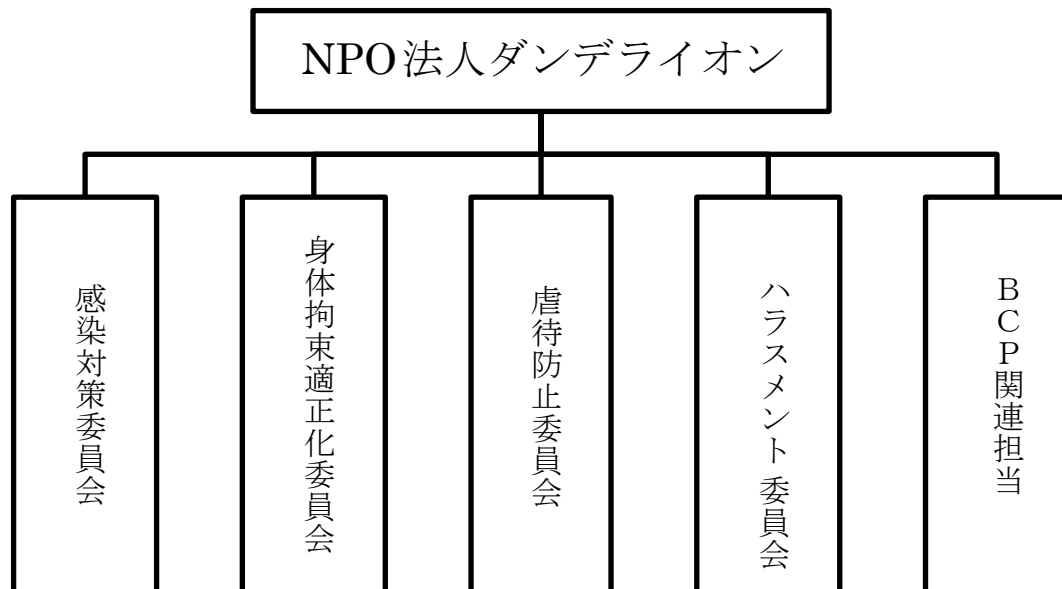 NPO法人ダンデライオン
感染対策委員会
身体拘束適正化委員会
虐待防止委員会
ハラスメント委員会
BCP関連担当